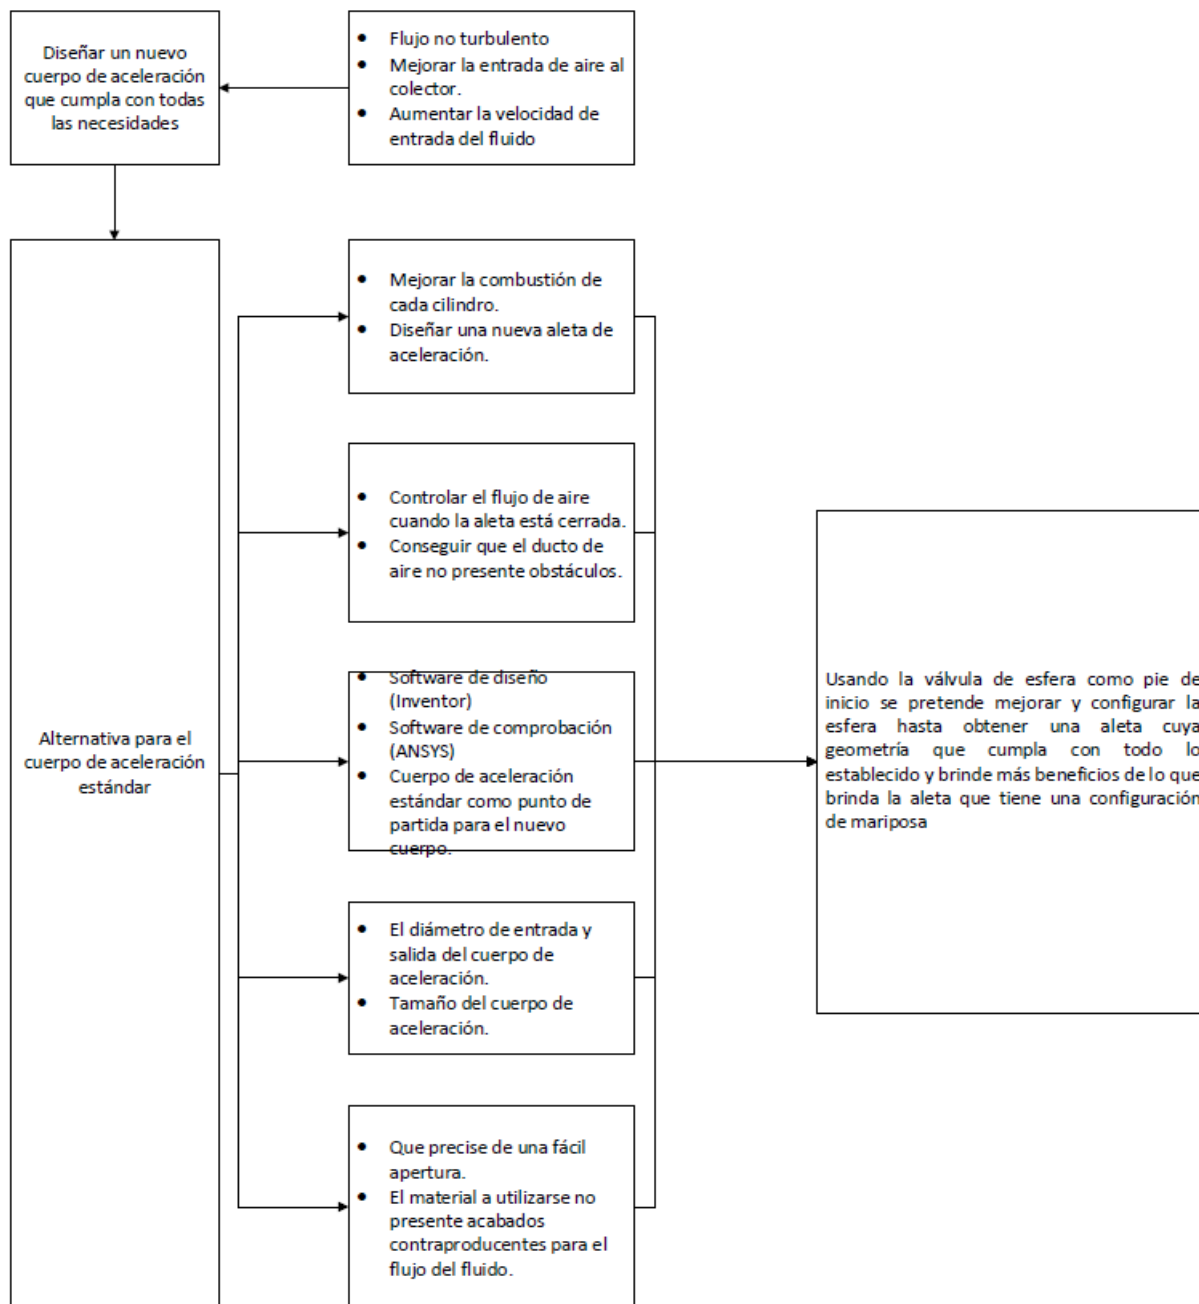 Diseñar un nuevo
cuerpo de aceleración
que cumpla con todas
las necesidades
• Flujo no turbulento
• Mejorar la entrada de aire al
colector.
• Aumentar la velocidad de
entrada del fluido
Alternativa para el
cuerpo de aceleración
estándar
• Mejorar la combustión de
cada cilindro.
• Diseñar una nueva aleta de
aceleración.
• Controlar el flujo de aire
cuando la aleta está cerrada.
• Conseguir que el ducto de
aire no presente obstáculos.
• Software de diseño
(Inventor)
• Software de comprobación
(ANSYS)
• Cuerpo de aceleración
estándar como punto de
partida para el nuevo
cuerpo.
• El diámetro de entrada y
salida del cuerpo de
aceleración.
• Tamaño del cuerpo de
aceleración.
• Que precise de una fácil
apertura.
• El material a utilizarse no
presente acabados
contraproducentes para el
flujo del fluido.
Usando la válvula de esfera como pie de
inicio se pretende mejorar y configurar la
esfera hasta obtener una aleta cuya
geometría que cumpla con todo lo
establecido y brinde más beneficios de lo que
brinda la aleta que tiene una configuración
de mariposa